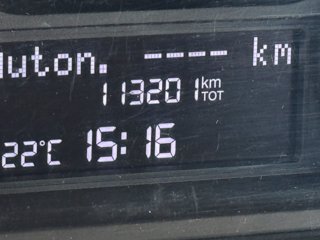 Auton. ---- km
113201 km TOT
22°C 15:16